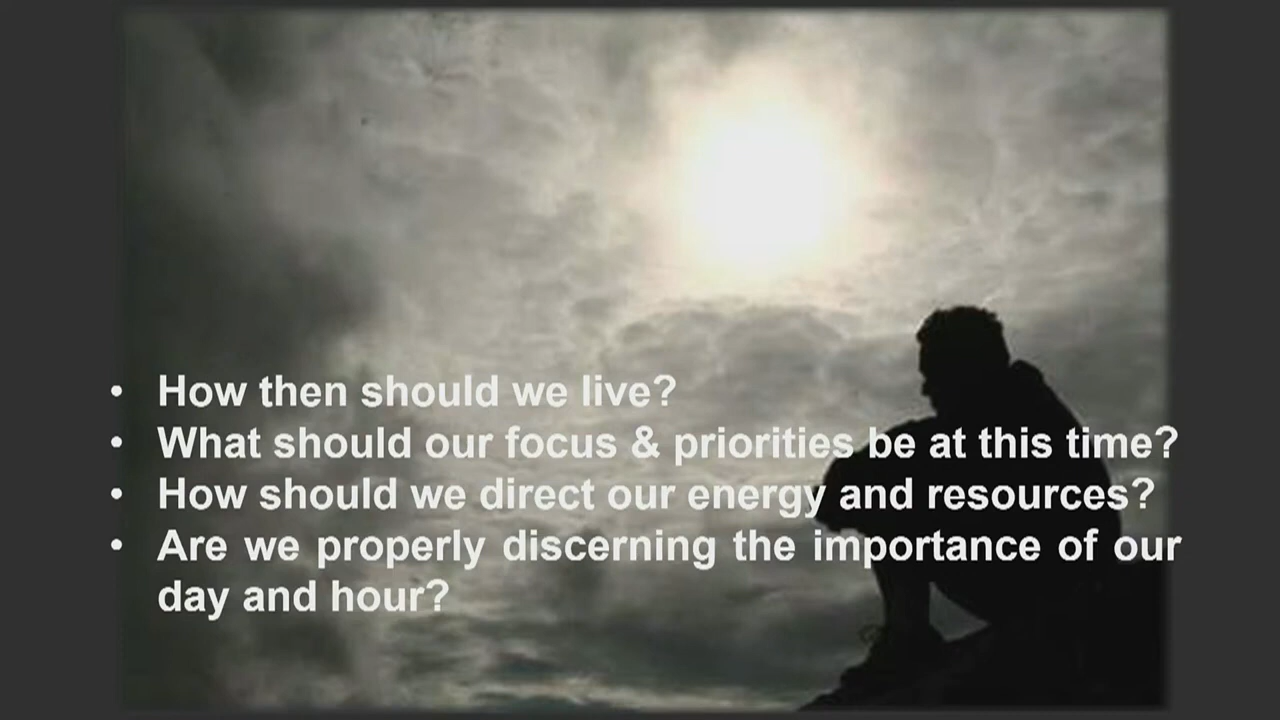 • How then should we live?
• What should our focus & priorities be at this time?
• How should we direct our energy and resources?
• Are we properly discerning the importance of our
day and hour?